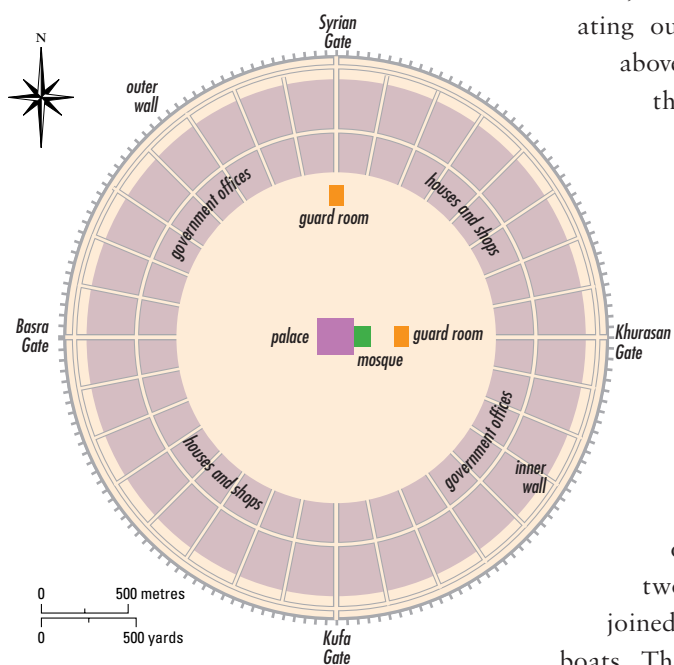 Syrian
Gate
N
outer
wall
government offices
houses and shops
guard room
Basra
Gate
palace
mosque
guard room
Khurasan
Gate
houses and shops
government offices
inner
wall
0 500 metres
0 500 yards
Kufa
Gate
ating ou
above
th
two
joined
boats. Th